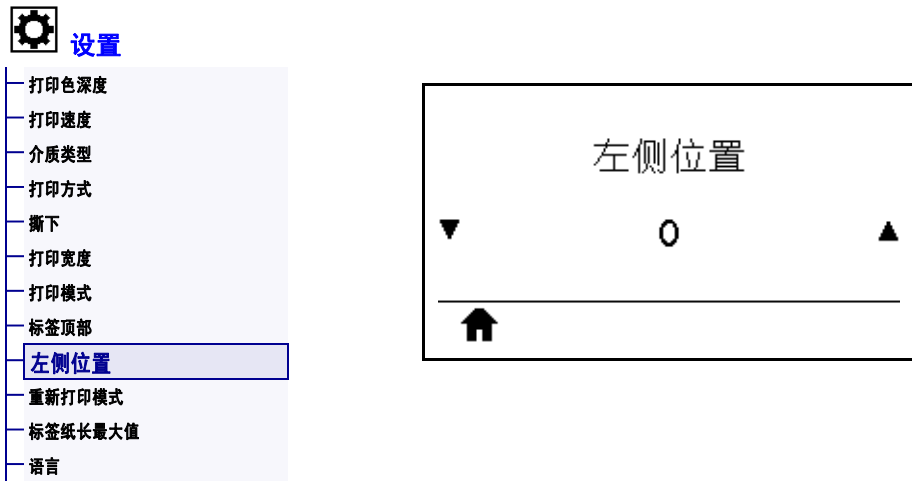 设置
打印色深度
打印速度
介质类型
打印方式
撕下
打印宽度
打印模式
标签顶部
左侧位置
重新打印模式
标签纸长最大值
语言
左侧位置
▼ 0 ▲